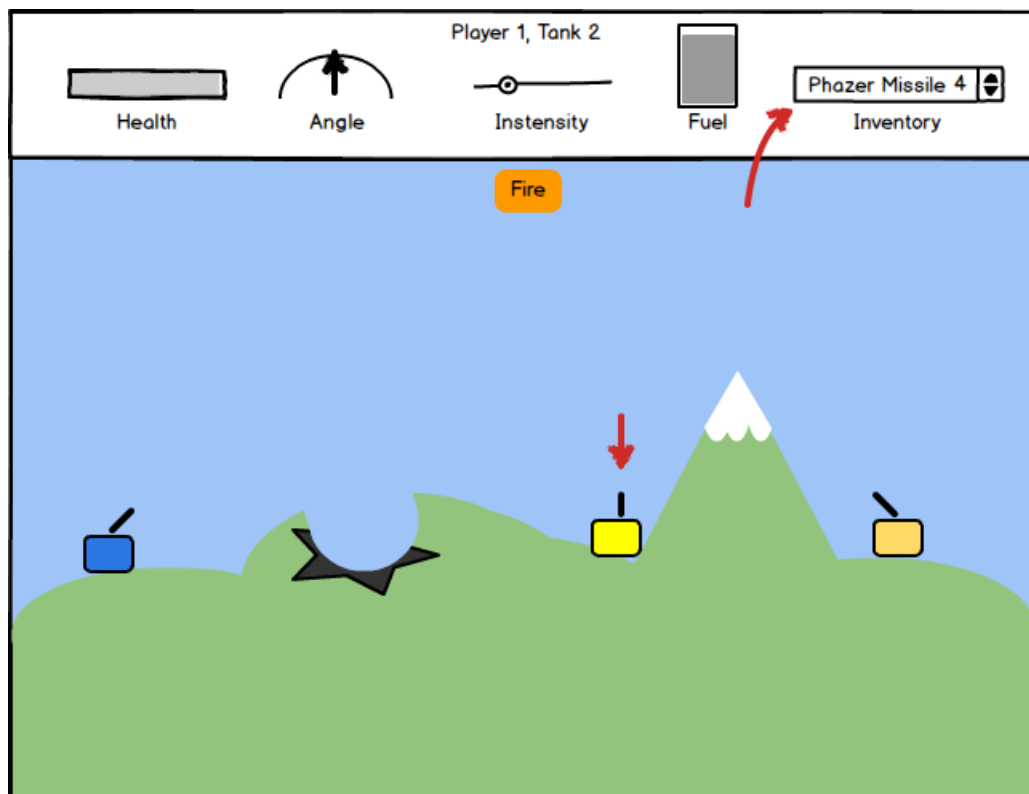 Player 1, Tank 2
Phazer Missile 4
Health
Angle
Instensity
Fuel
Inventory
Fire